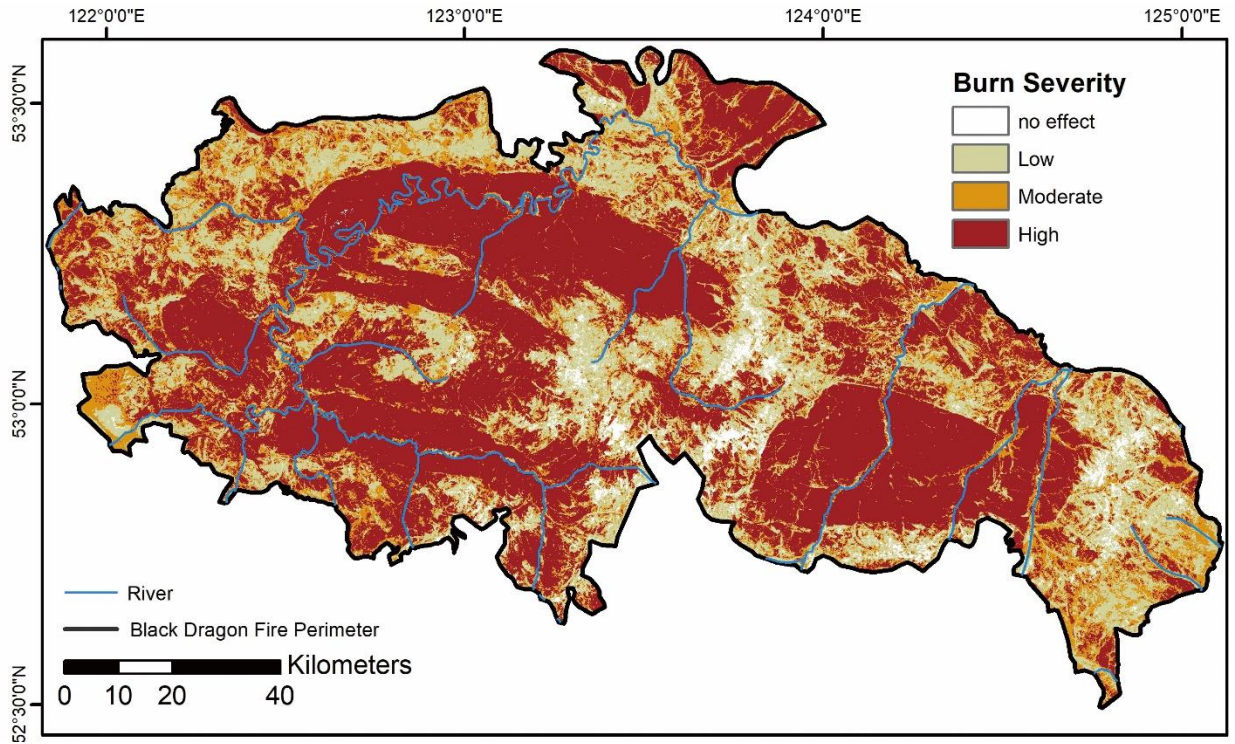 122°0'0"E 123°0'0"E 124°0'0"E 125°0'0"E
53°30'0"N
53°0'0"N
52°30'0"N
Burn Severity
no effect
Low
Moderate
High
River
Black Dragon Fire Perimeter
Kilometers
0 10 20 40